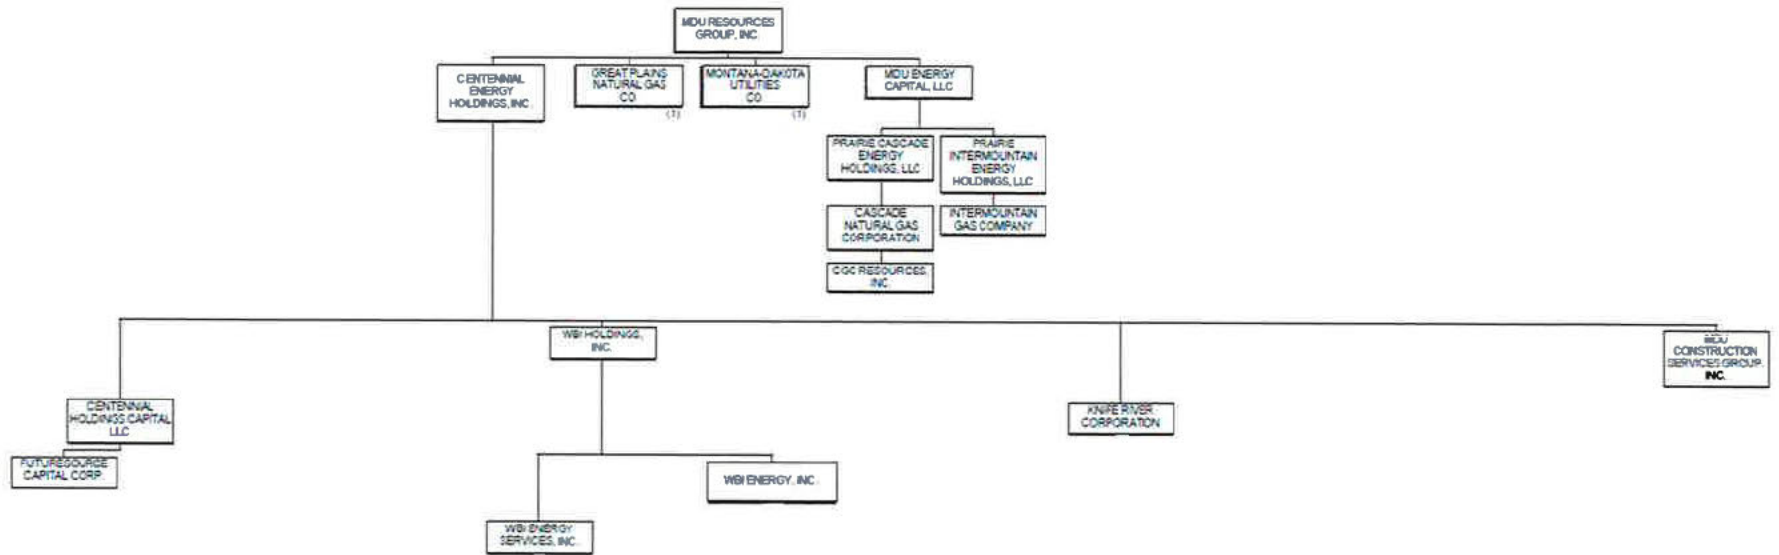 MDU RESOURCES
GROUP, INC
CENTENNIAL
ENERGY
HOLDINGS, INC.
GREAT PLAINS
NATURAL GAS
CO
(1)
MONTANA-DAKOTA
UTILITIES
CO
(1)
MDU ENERGY
CAPITAL, LLC
PRAIRIE CASCADE
ENERGY
HOLDINGS, LLC
PRAIRIE
INTERMOUNTAIN
ENERGY
HOLDINGS, LLC
CASCADE
NATURAL GAS
CORPORATION
INTERMOUNTAIN
GAS COMPANY
CGC RESOURCES,
INC.
WBI HOLDINGS,
INC.
MDU
CONSTRUCTION
SERVICES GROUP,
INC.
CENTENNIAL
HOLDINGS CAPITAL
LLC
KNIFE RIVER
CORPORATION
FUTURESOURCE
CAPITAL CORP.
WBI ENERGY, INC.
WBI ENERGY
SERVICES, INC.